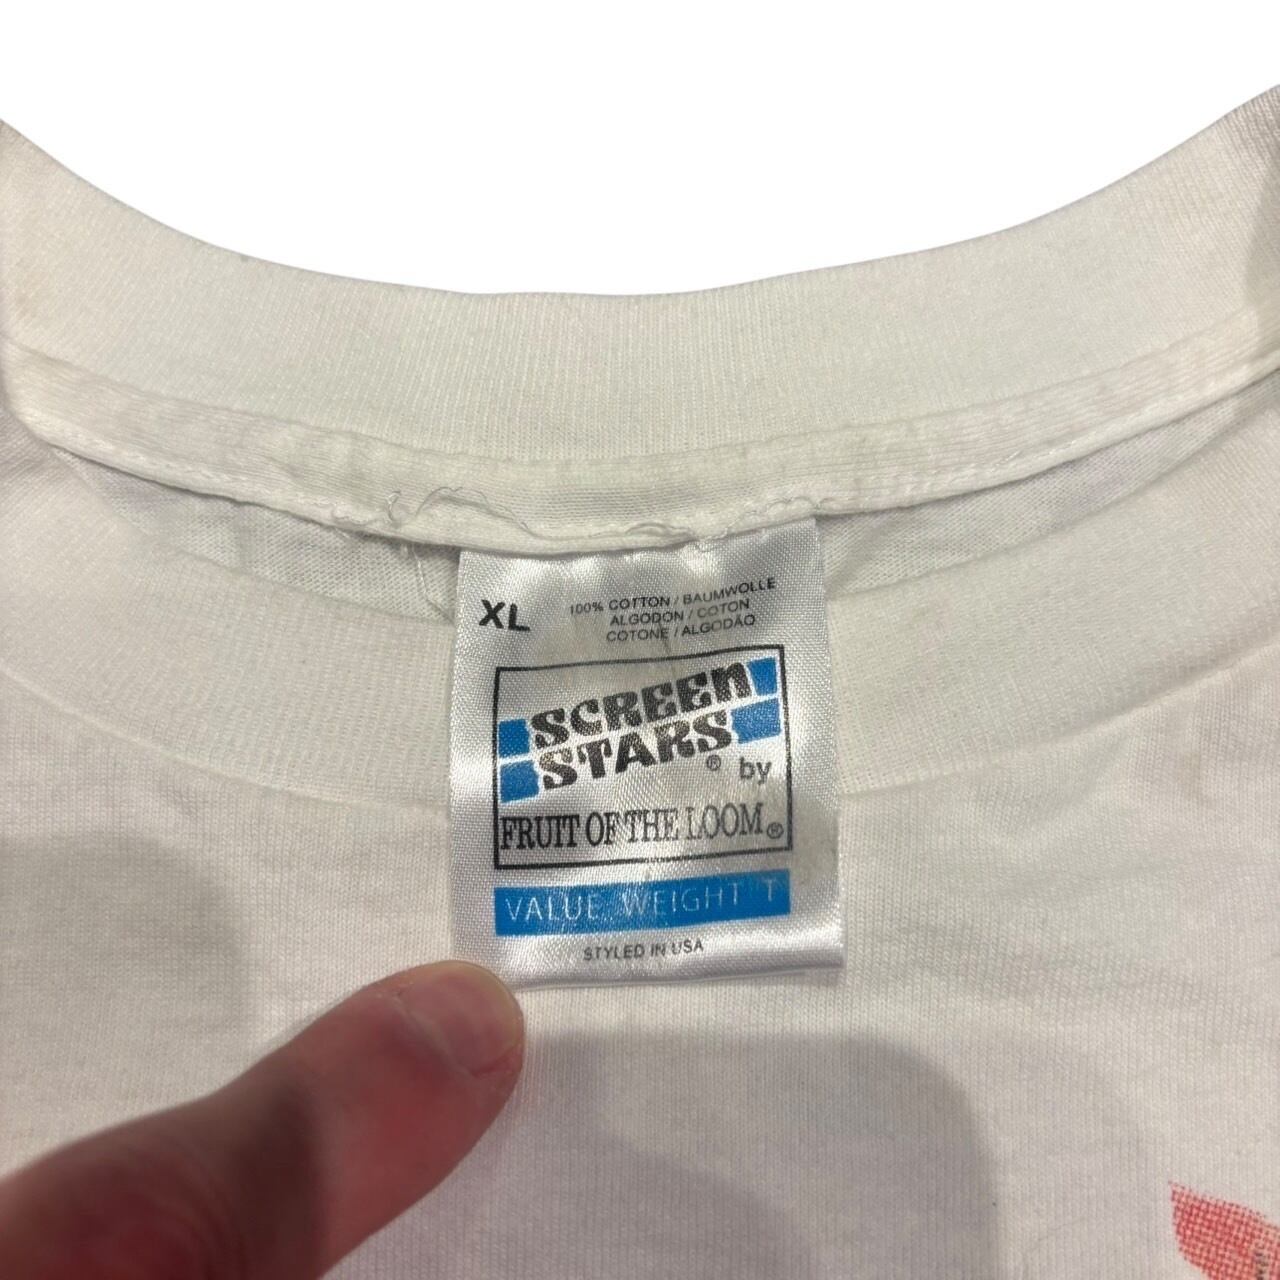 XL
100% COTTON / BAUMWOLLE
ALGODON / COTON
COTONE / ALGODÃO
SCREEN
STARS® by
FRUIT OF THE LOOM®
VALUE WEIGHT T
STYLED IN USA